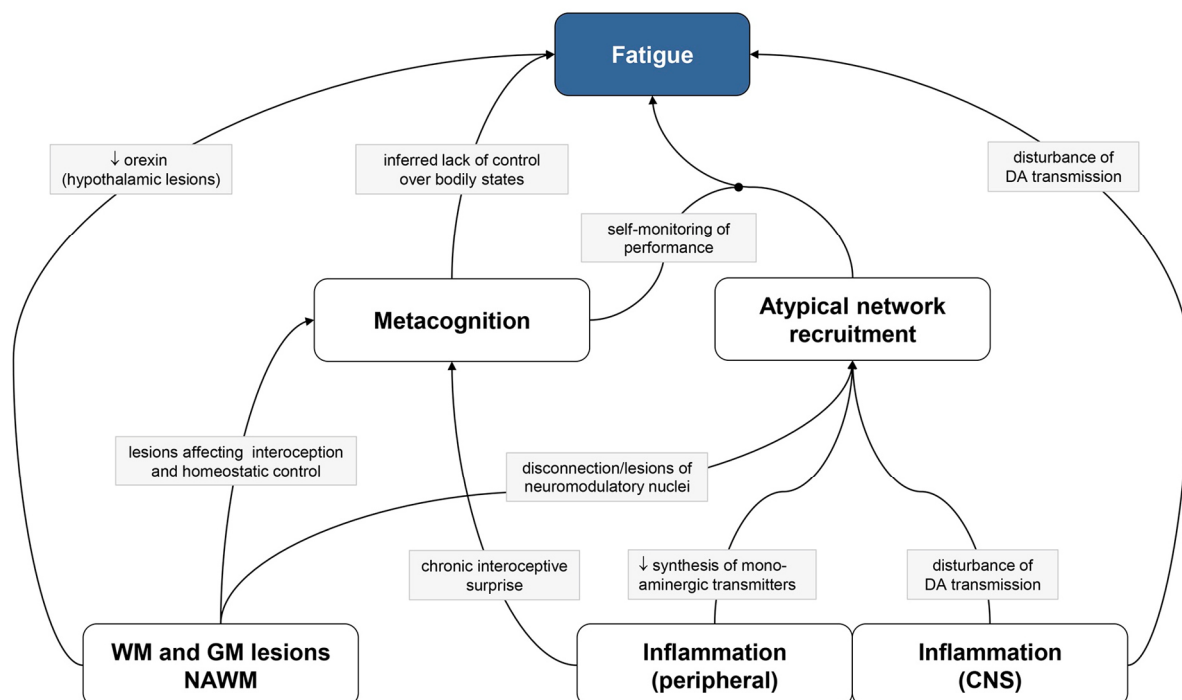 Fatigue
↓ orexin
(hypothalamic lesions)
inferred lack of control
over bodily states
disturbance of
DA transmission
self-monitoring of
performance
Metacognition
Atypical network
recruitment
lesions affecting interoception
and homeostatic control
disconnection/lesions of
neuromodulatory nuclei
chronic interoceptive
surprise
↓ synthesis of mono-
aminergic transmitters
disturbance of
DA transmission
WM and GM lesions
NAWM
Inflammation
(peripheral)
Inflammation
(CNS)